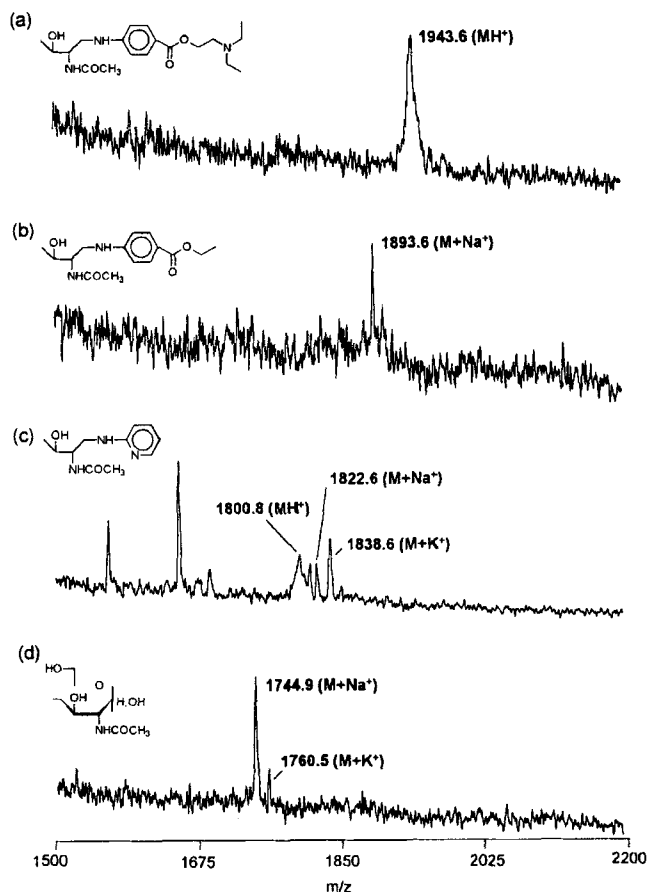 (a)
OH
NH
O
N
O
NHCOCH3
1943.6 (MH+)
(b)
OH
NH
O
O
NHCOCH3
1893.6 (M+Na+)
(c)
OH
NH
N
NHCOCH3
1800.8 (MH+)
1822.6 (M+Na+)
1838.6 (M+K+)
(d)
HO
O
OH
H, OH
NHCOCH3
1744.9 (M+Na+)
1760.5 (M+K+)
1500
1675
1850
2025
2200
m/z